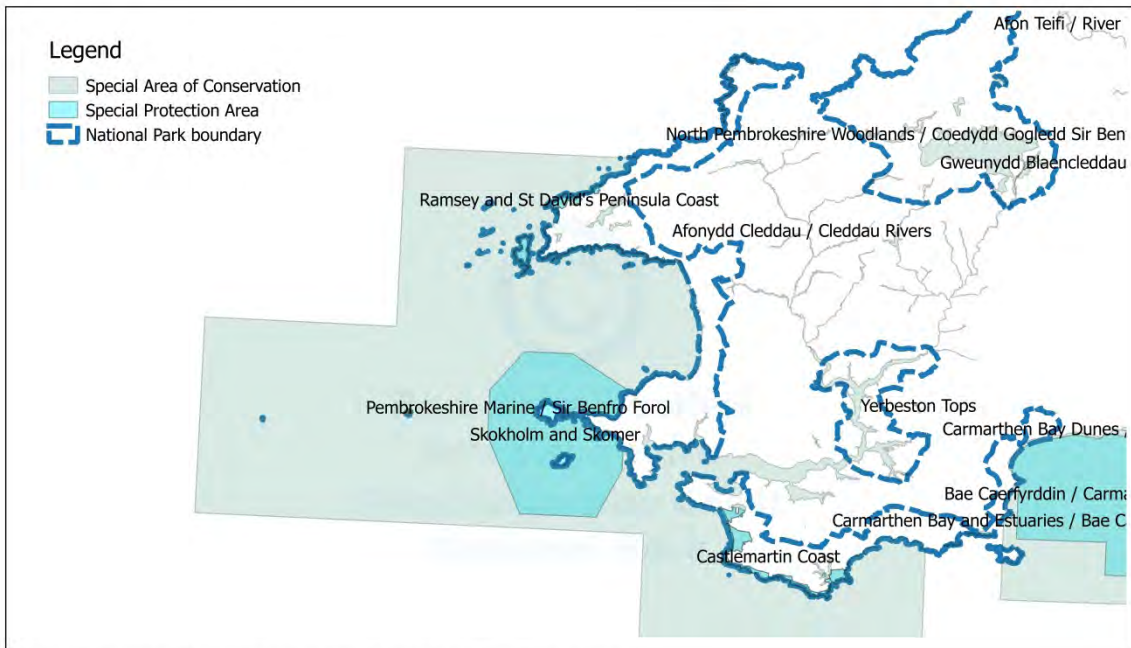 Afon Teifi / River
Legend
Special Area of Conservation
Special Protection Area
National Park boundary
North Pembrokeshire Woodlands / Coedydd Gogledd Sir Ben
Gweunydd Blaencleddau
Ramsey and St David's Peninsula Coast
Afonydd Cleddau / Cleddau Rivers
Pembrokeshire Marine / Sir Benfro Forol
Yerbeston Tops
Skokholm and Skomer
Carmarthen Bay Dunes /
Bae Caerfyrddin / Carma
Carmarthen Bay and Estuaries / Bae C
Castlemartin Coast